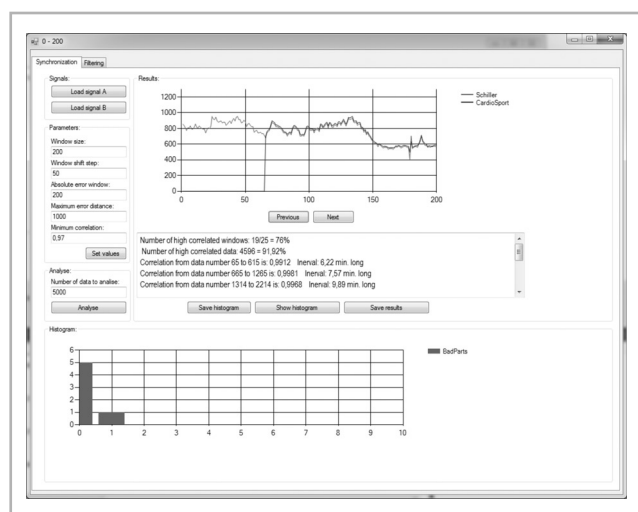 0 - 200
Synchronization Filtering
Signals:
Load signal A
Load signal B
Parameters:
Window size:
200
Window shift step:
50
Absolute error window:
200
Maximum error distance:
1000
Minimum correlation:
0,97
Set values
Analyse:
Number of data to analise:
5000
Analyse
Results:
1200
1000
800
600
400
200
0
0 50 100 150 200
Schiller
CardioSport
Previous Next
Number of high correlated windows: 19/25 = 76%
Number of high correlated data: 4596 = 91,92%
Correlation from data number 65 to 615 is: 0,9912 Inerval: 6,22 min. long
Correlation from data number 665 to 1265 is: 0,9981 Inerval: 7,57 min. long
Correlation from data number 1314 to 2214 is: 0,9968 Inerval: 9,89 min. long
Save histogram Show histogram Save results
Histogram:
6
5
4
3
2
1
0
0 1 2 3 4 5 6 7 8 9 10
BadParts